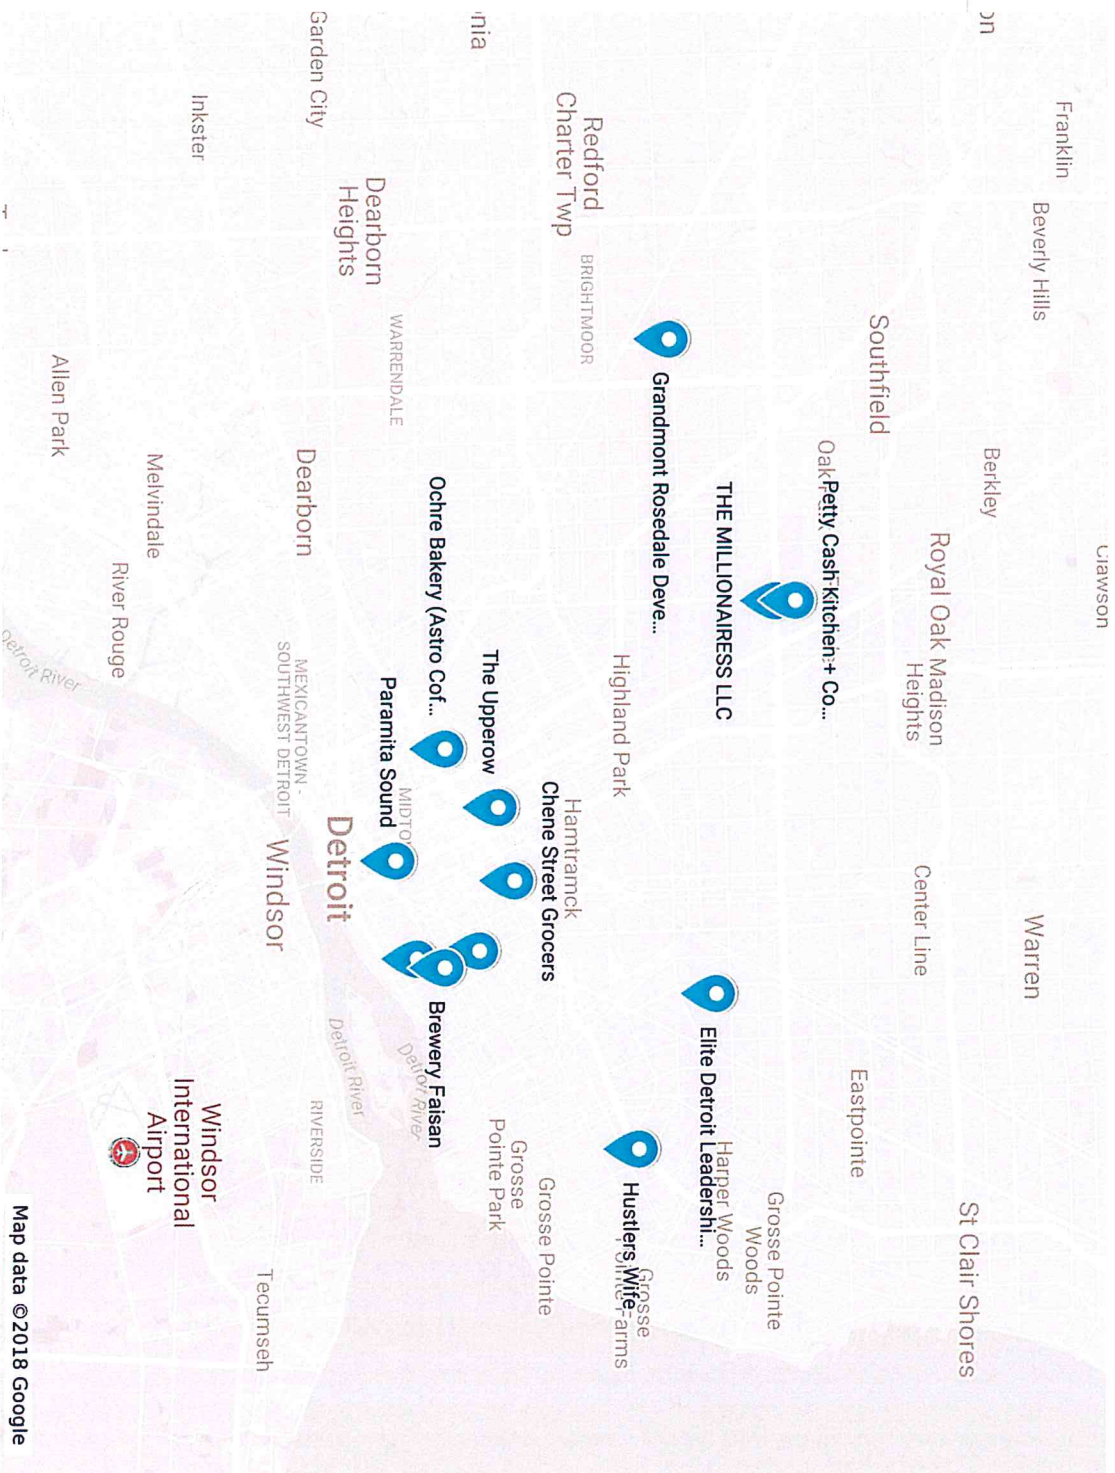 Clawson
Franklin
Beverly Hills
Berkley
Warren
Royal Oak
Madison
Heights
Center Line
St Clair Shores
Southfield
Eastpointe
Petty Cash Kitchen + Co...
Grosse Pointe
Woods
THE MILLIONAIRESS LLC
Harper Woods
Elite Detroit Leadershi...
Grandmont Rosedale Deve...
Highland Park
Hustlers Wife
Grosse
Redford
Charter Twp
BRIGHTMOOR
Hamtramck
Chene Street Grocers
Grosse Pointe
Grosse
Pointe Park
The Upperow
Ochre Bakery (Astro Cof...
Brewery Faisan
Detroit River
WARRENDALE
Paramita Sound
Dearborn
Heights
Detroit
Detroit River
Garden City
Dearborn
RIVERSIDE
MEXICANTOWN -
SOUTHWEST DETROIT
Windsor
Tecumseh
Inkster
Windsor
International
Airport
Melvindale
River Rouge
Allen Park
Detroit River
Map data ©2018 Google